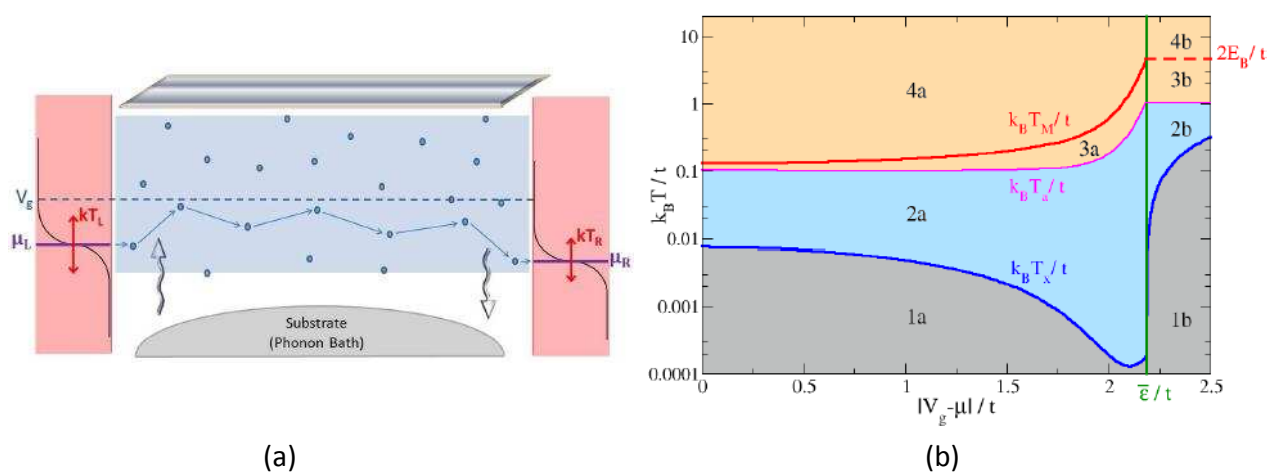 V_g
kT_L
μ_L
kT_R
μ_R
Substrate
(Phonon Bath)
(a)
k_B T / t
10
1
0.1
0.01
0.001
0.0001
4a
4b
2E_B / t
3b
k_B T_M / t
3a
2b
k_B T_a / t
2a
k_B T_x / t
1a
1b
0
0.5
1
1.5
2
2.5
ε̅ / t
|V_g-μ| / t
(b)